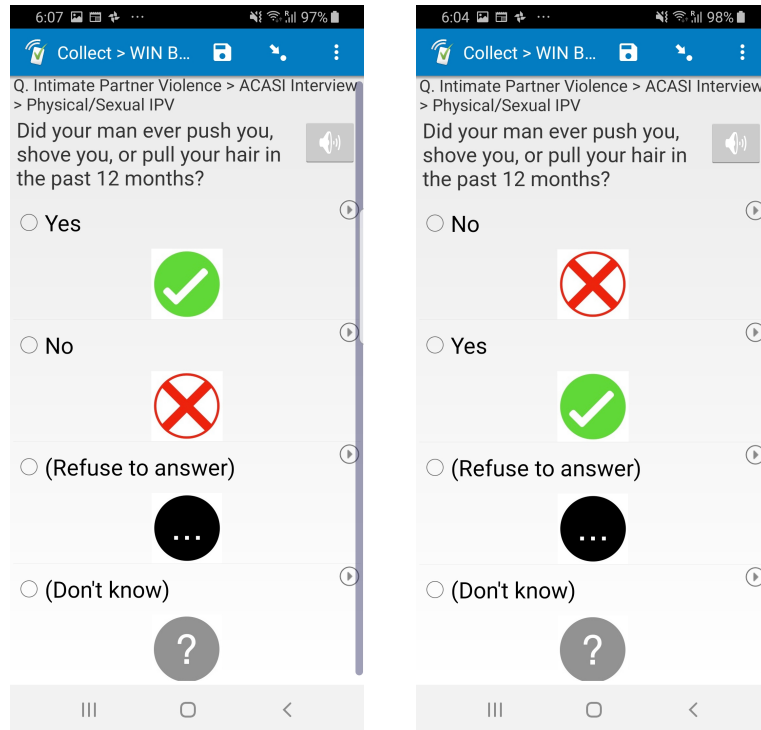 6:07 ... 97%
Collect > WIN B...
Q. Intimate Partner Violence > ACASI Interview
> Physical/Sexual IPV
Did your man ever push you,
shove you, or pull your hair in
the past 12 months?
Yes
No
(Refuse to answer)
...
(Don't know)
?
6:04 ... 98%
Collect > WIN B...
Q. Intimate Partner Violence > ACASI Interview
> Physical/Sexual IPV
Did your man ever push you,
shove you, or pull your hair in
the past 12 months?
No
Yes
(Refuse to answer)
...
(Don't know)
?